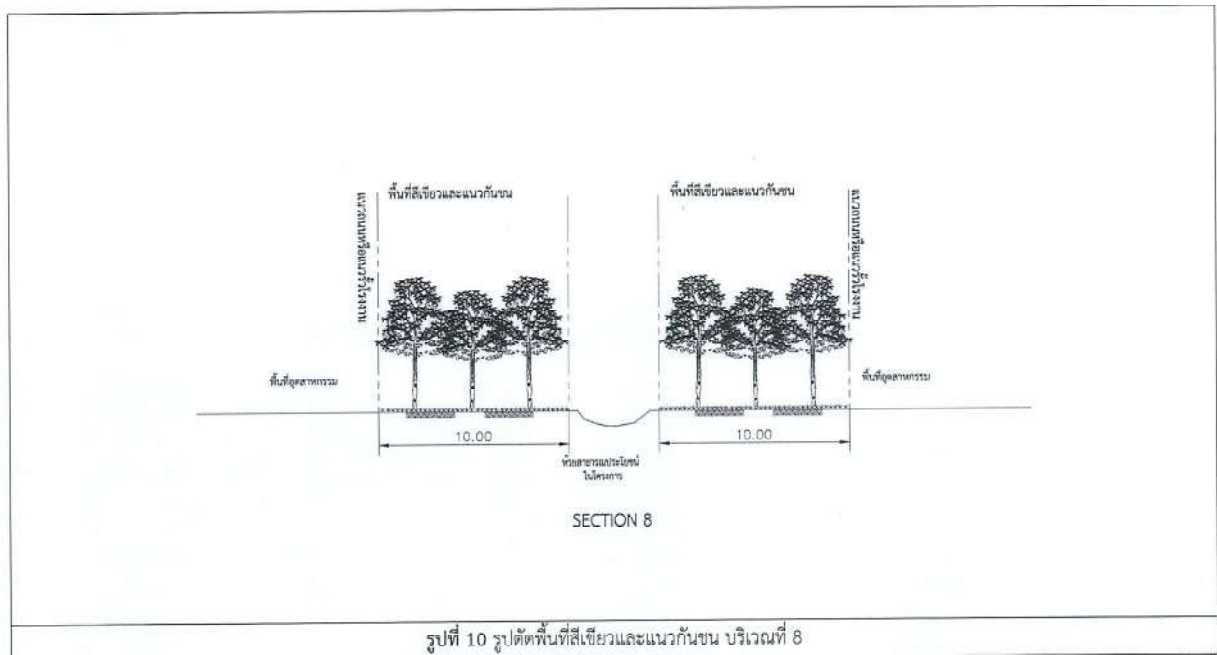 พื้นที่สีเขียวและแนวกันชน
พื้นที่สีเขียวและแนวกันชน
แนวถนนหรือแนวรั้วโรงงาน
แนวถนนหรือแนวรั้วโรงงาน
พื้นที่อุตสาหกรรม
พื้นที่อุตสาหกรรม
10.00
10.00
ห้วยสาธารณประโยชน์
ในโครงการ
SECTION 8
รูปที่ 10 รูปตัดพื้นที่สีเขียวและแนวกันชน บริเวณที่ 8